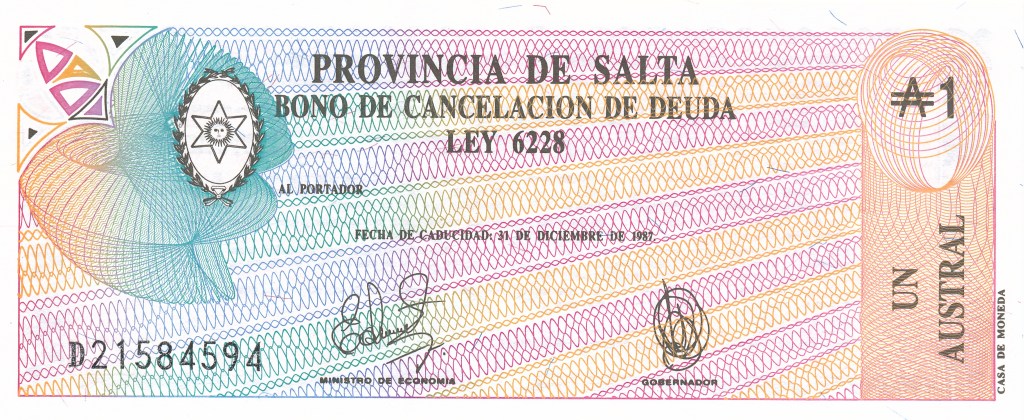 PROVINCIA DE SALTA
BONO DE CANCELACION DE DEUDA
LEY 6228
AL PORTADOR
FECHA DE CADUCIDAD: 31 DE DICIEMBRE DE 1987
₳1
UN
AUSTRAL
D21584594
MINISTRO DE ECONOMIA
GOBERNADOR
CASA DE MONEDA